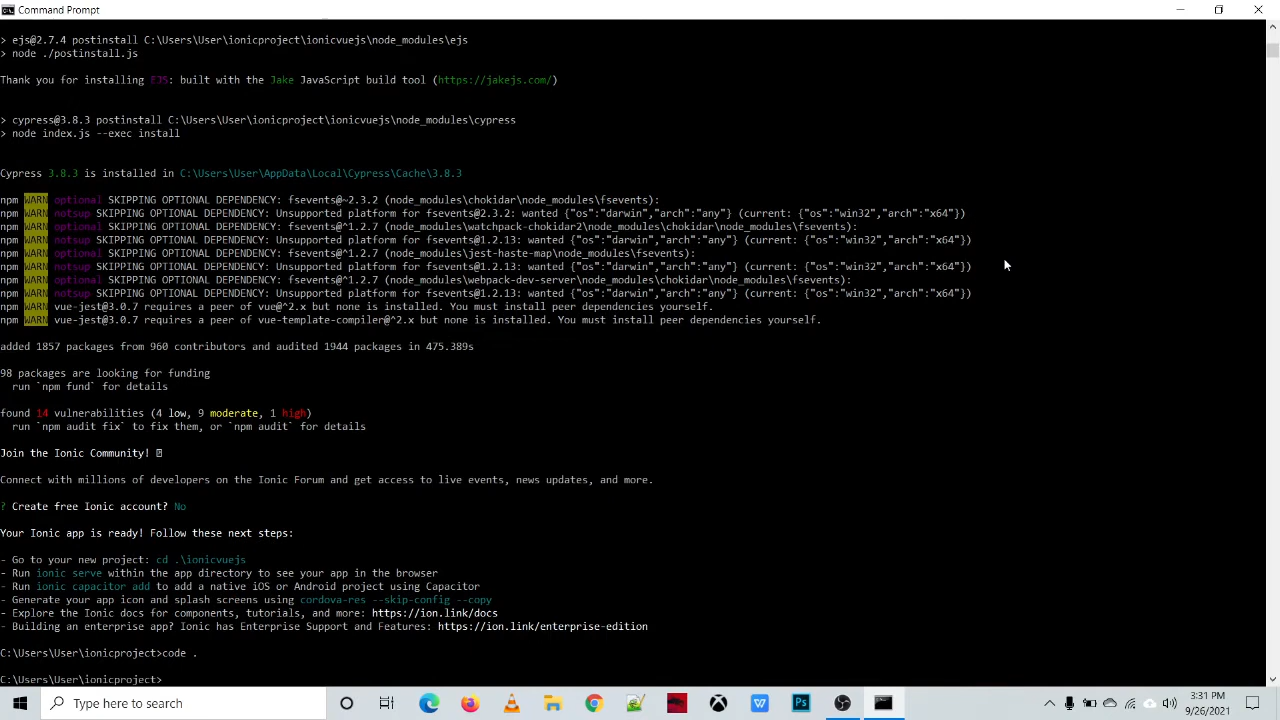 Command Prompt
> ejs@2.7.4 postinstall C:\Users\User\ionicproject\ionicvuejs\node_modules\ejs
> node ./postinstall.js
Thank you for installing EJS: built with the Jake JavaScript build tool (https://jakejs.com/)
> cypress@3.8.3 postinstall C:\Users\User\ionicproject\ionicvuejs\node_modules\cypress
> node index.js --exec install
Cypress 3.8.3 is installed in C:\Users\User\AppData\Local\Cypress\Cache\3.8.3
npm WARN optional SKIPPING OPTIONAL DEPENDENCY: fsevents@~2.3.2 (node_modules\chokidar\node_modules\fsevents):
npm WARN notsup SKIPPING OPTIONAL DEPENDENCY: Unsupported platform for fsevents@2.3.2: wanted {"os":"darwin","arch":"any"} (current: {"os":"win32","arch":"x64"})
npm WARN optional SKIPPING OPTIONAL DEPENDENCY: fsevents@^1.2.7 (node_modules\watchpack-chokidar2\node_modules\chokidar\node_modules\fsevents):
npm WARN notsup SKIPPING OPTIONAL DEPENDENCY: Unsupported platform for fsevents@1.2.13: wanted {"os":"darwin","arch":"any"} (current: {"os":"win32","arch":"x64"})
npm WARN optional SKIPPING OPTIONAL DEPENDENCY: fsevents@^1.2.7 (node_modules\jest-haste-map\node_modules\fsevents):
npm WARN notsup SKIPPING OPTIONAL DEPENDENCY: Unsupported platform for fsevents@1.2.13: wanted {"os":"darwin","arch":"any"} (current: {"os":"win32","arch":"x64"})
npm WARN optional SKIPPING OPTIONAL DEPENDENCY: fsevents@^1.2.7 (node_modules\webpack-dev-server\node_modules\chokidar\node_modules\fsevents):
npm WARN notsup SKIPPING OPTIONAL DEPENDENCY: Unsupported platform for fsevents@1.2.13: wanted {"os":"darwin","arch":"any"} (current: {"os":"win32","arch":"x64"})
npm WARN vue-jest@3.0.7 requires a peer of vue@^2.x but none is installed. You must install peer dependencies yourself.
npm WARN vue-jest@3.0.7 requires a peer of vue-template-compiler@^2.x but none is installed. You must install peer dependencies yourself.
added 1857 packages from 960 contributors and audited 1944 packages in 475.389s
98 packages are looking for funding
run `npm fund` for details
found 14 vulnerabilities (4 low, 9 moderate, 1 high)
run `npm audit fix` to fix them, or `npm audit` for details
Join the Ionic Community!
Connect with millions of developers on the Ionic Forum and get access to live events, news updates, and more.
? Create free Ionic account? No
Your Ionic app is ready! Follow these next steps:
- Go to your new project: cd .\ionicvuejs
- Run ionic serve within the app directory to see your app in the browser
- Run ionic capacitor add to add a native iOS or Android project using Capacitor
- Generate your app icon and splash screens using cordova-res --skip-config --copy
- Explore the Ionic docs for components, tutorials, and more: https://ion.link/docs
- Building an enterprise app? Ionic has Enterprise Support and Features: https://ion.link/enterprise-edition
C:\Users\User\ionicproject>code .
C:\Users\User\ionicproject>
Type here to search
3:31 PM
9/26/2021